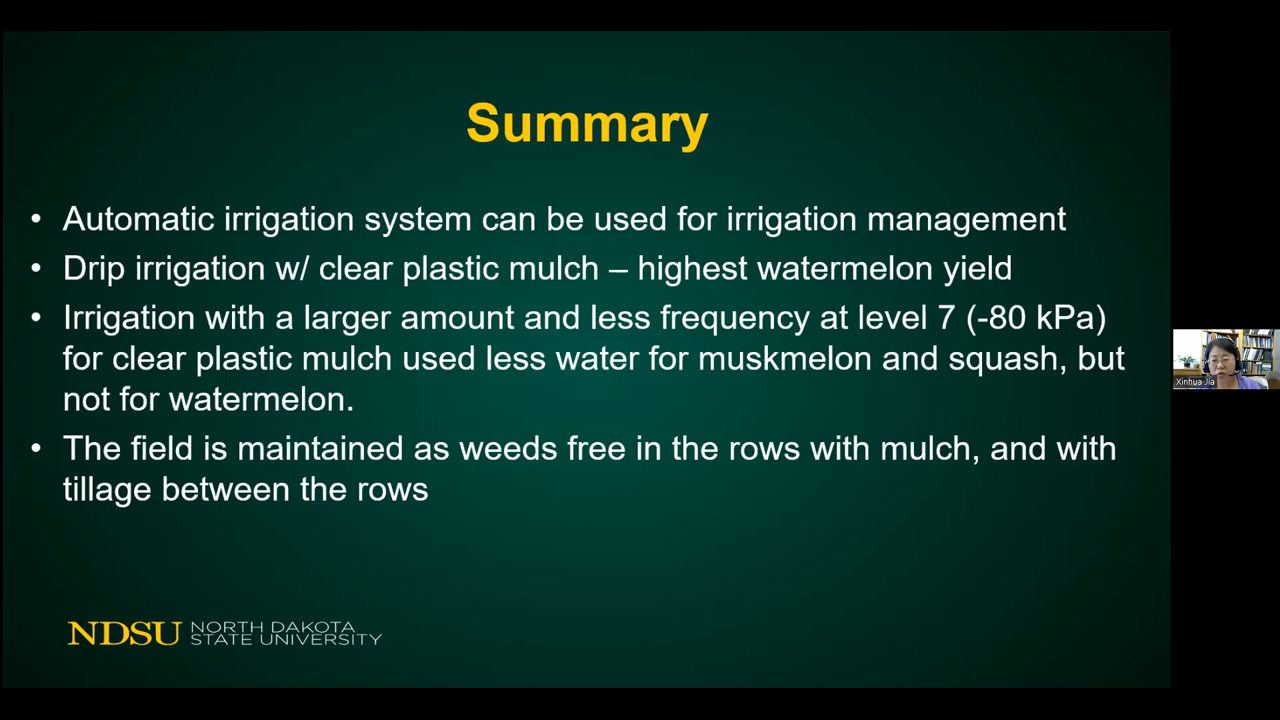 Summary
• Automatic irrigation system can be used for irrigation management
• Drip irrigation w/ clear plastic mulch – highest watermelon yield
• Irrigation with a larger amount and less frequency at level 7 (-80 kPa)
for clear plastic mulch used less water for muskmelon and squash, but
not for watermelon.
• The field is maintained as weeds free in the rows with mulch, and with
tillage between the rows
Xinhua Jia
NDSU NORTH DAKOTA
STATE UNIVERSITY